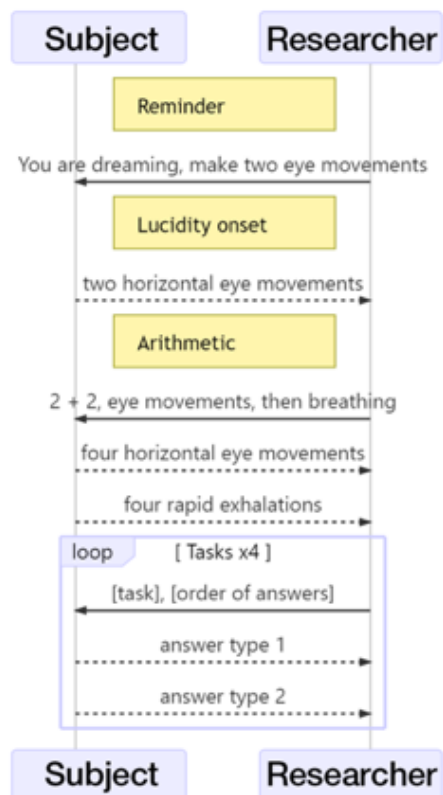 Subject Researcher
Reminder
You are dreaming, make two eye movements
Lucidity onset
two horizontal eye movements
Arithmetic
2 + 2, eye movements, then breathing
four horizontal eye movements
four rapid exhalations
loop [ Tasks x4 ]
[task], [order of answers]
answer type 1
answer type 2
Subject Researcher